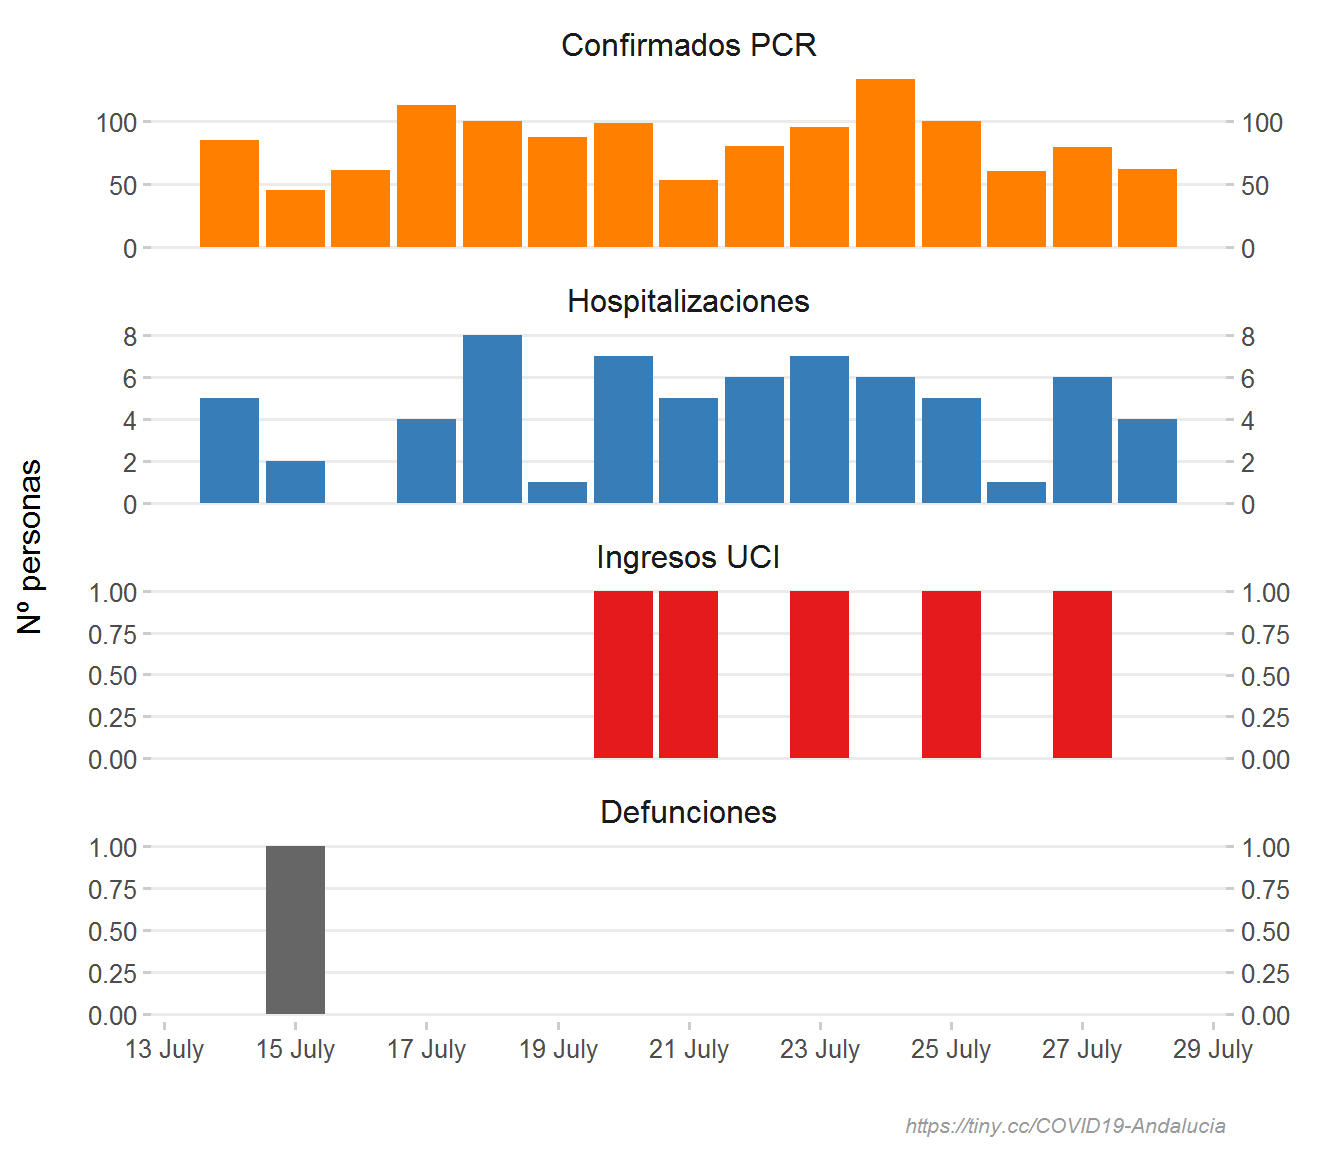 Confirmados PCR
100 100
50 50
0 0
Hospitalizaciones
8 8
6 6
4 4
2 2
0 0
Nº personas
Ingresos UCI
1.00 1.00
0.75 0.75
0.50 0.50
0.25 0.25
0.00 0.00
Defunciones
1.00 1.00
0.75 0.75
0.50 0.50
0.25 0.25
0.00 0.00
13 July 15 July 17 July 19 July 21 July 23 July 25 July 27 July 29 July
https://tiny.cc/COVID19-Andalucia